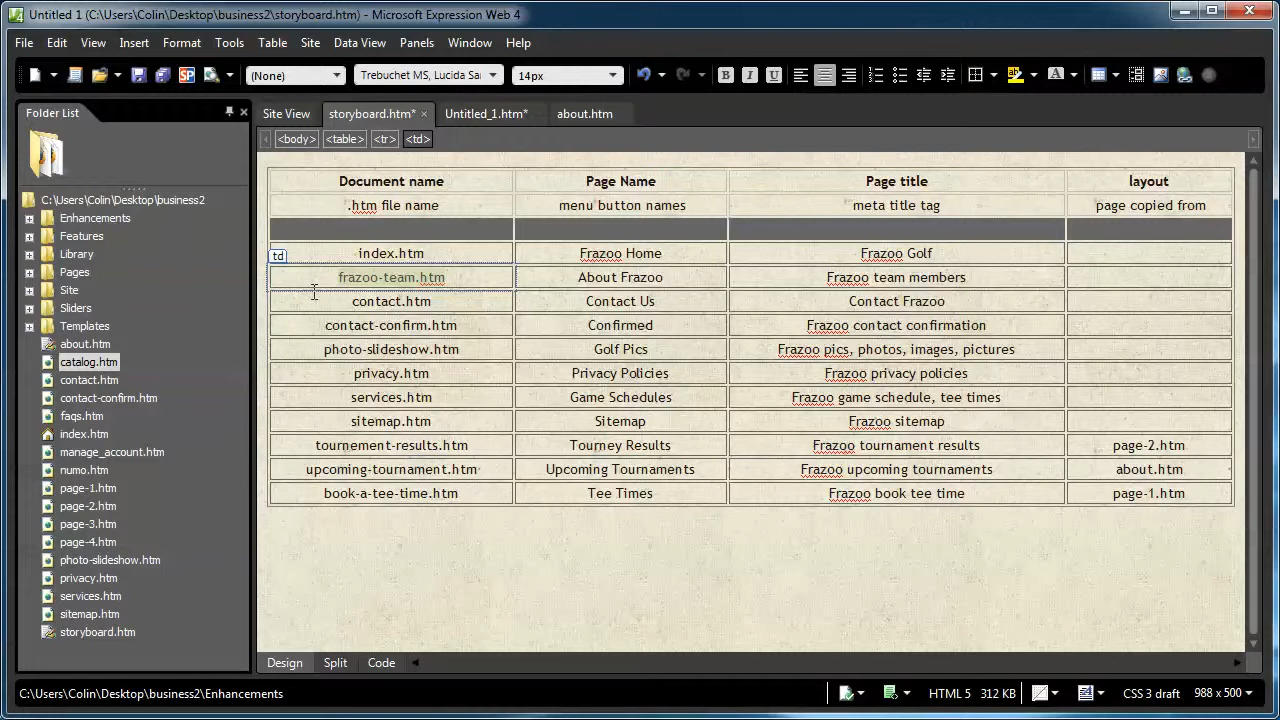 Untitled 1 (C:\Users\Colin\Desktop\business2\storyboard.htm) - Microsoft Expression Web 4
File Edit View Insert Format Tools Table Site Data View Panels Window Help
(None) Trebuchet MS, Lucida Sar 14px B I U A
Folder List
Site View storyboard.htm* Untitled_1.htm* about.htm
<body> <table> <tr> <td>
C:\Users\Colin\Desktop\business2
Enhancements
Features
Library
Pages
Site
Sliders
Templates
about.htm
catalog.htm
contact.htm
contact-confirm.htm
faqs.htm
index.htm
manage_account.htm
numo.htm
page-1.htm
page-2.htm
page-3.htm
page-4.htm
photo-slideshow.htm
privacy.htm
services.htm
sitemap.htm
storyboard.htm
Document name Page Name Page title layout
.htm file name menu button names meta title tag page copied from
td
index.htm Frazoo Home Frazoo Golf
frazoo-team.htm About Frazoo Frazoo team members
contact.htm Contact Us Contact Frazoo
contact-confirm.htm Confirmed Frazoo contact confirmation
photo-slideshow.htm Golf Pics Frazoo pics, photos, images, pictures
privacy.htm Privacy Policies Frazoo privacy policies
services.htm Game Schedules Frazoo game schedule, tee times
sitemap.htm Sitemap Frazoo sitemap
tournement-results.htm Tourney Results Frazoo tournament results page-2.htm
upcoming-tournament.htm Upcoming Tournaments Frazoo upcoming tournaments about.htm
book-a-tee-time.htm Tee Times Frazoo book tee time page-1.htm
Design Split Code
C:\Users\Colin\Desktop\business2\Enhancements HTML 5 312 KB CSS 3 draft 988 x 500